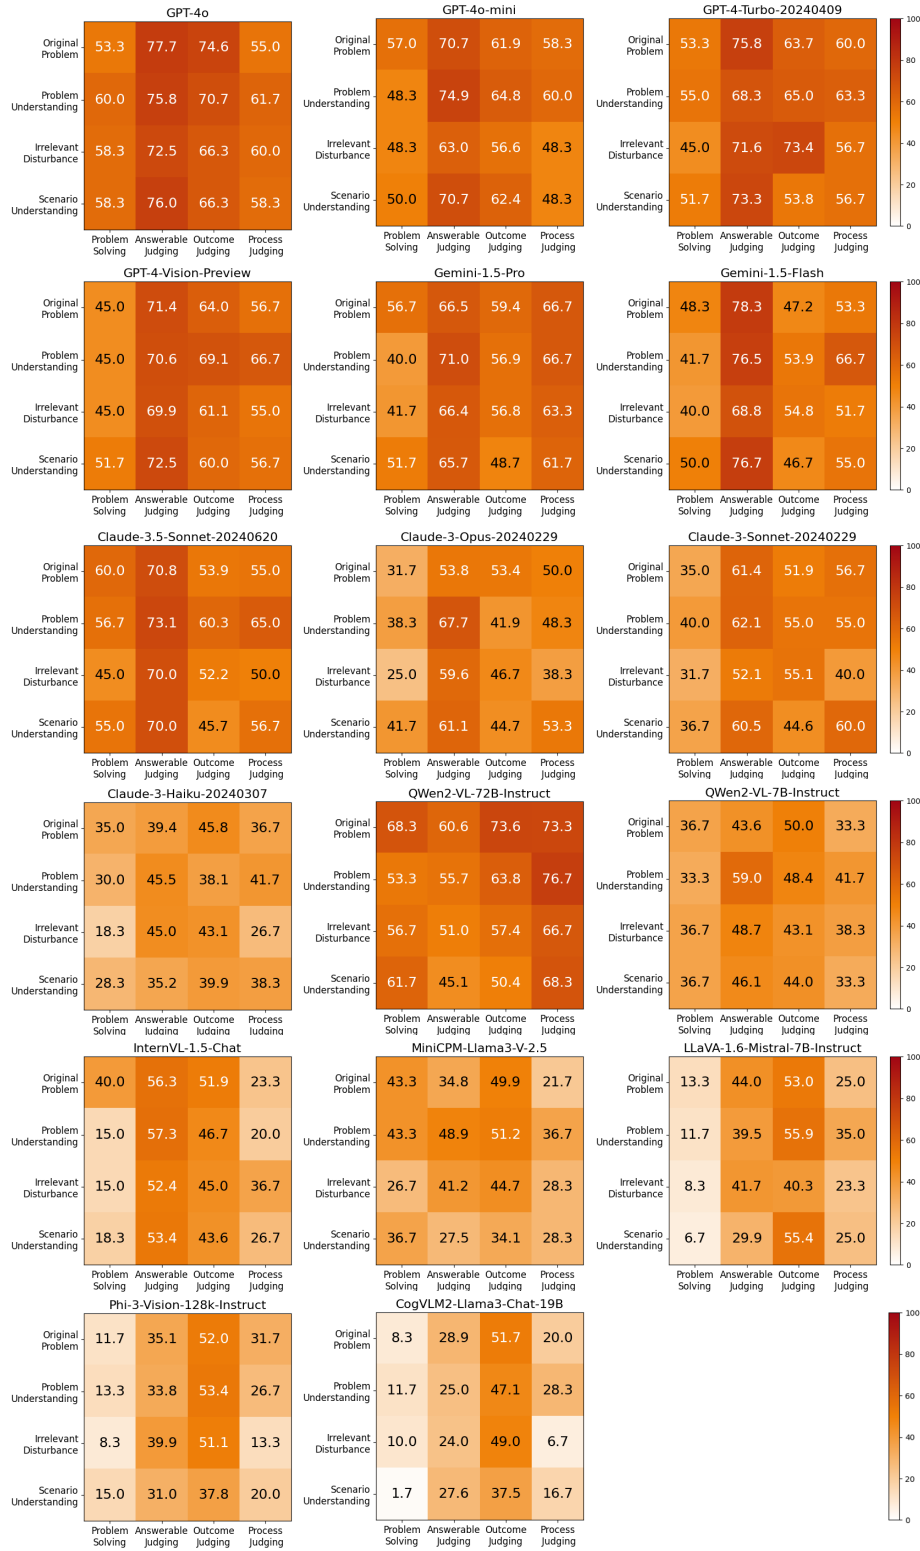 GPT-4o
Original
Problem
53.3 77.7 74.6 55.0
Problem
Understanding
60.0 75.8 70.7 61.7
Irrelevant
Disturbance
58.3 72.5 66.3 60.0
Scenario
Understanding
58.3 76.0 66.3 58.3
Problem Answerable Outcome Process
Solving Judging Judging Judging
GPT-4o-mini
Original
Problem
57.0 70.7 61.9 58.3
Problem
Understanding
48.3 74.9 64.8 60.0
Irrelevant
Disturbance
48.3 63.0 56.6 48.3
Scenario
Understanding
50.0 70.7 62.4 48.3
Problem Answerable Outcome Process
Solving Judging Judging Judging
GPT-4-Turbo-20240409
Original
Problem
53.3 75.8 63.7 60.0
Problem
Understanding
55.0 68.3 65.0 63.3
Irrelevant
Disturbance
45.0 71.6 73.4 56.7
Scenario
Understanding
51.7 73.3 53.8 56.7
Problem Answerable Outcome Process
Solving Judging Judging Judging
100
80
60
40
20
0
GPT-4-Vision-Preview
Original
Problem
45.0 71.4 64.0 56.7
Problem
Understanding
45.0 70.6 69.1 66.7
Irrelevant
Disturbance
45.0 69.9 61.1 55.0
Scenario
Understanding
51.7 72.5 60.0 56.7
Problem Answerable Outcome Process
Solving Judging Judging Judging
Gemini-1.5-Pro
Original
Problem
56.7 66.5 59.4 66.7
Problem
Understanding
40.0 71.0 56.9 66.7
Irrelevant
Disturbance
41.7 66.4 56.8 63.3
Scenario
Understanding
51.7 65.7 48.7 61.7
Problem Answerable Outcome Process
Solving Judging Judging Judging
Gemini-1.5-Flash
Original
Problem
48.3 78.3 47.2 53.3
Problem
Understanding
41.7 76.5 53.9 66.7
Irrelevant
Disturbance
40.0 68.8 54.8 51.7
Scenario
Understanding
50.0 76.7 46.7 55.0
Problem Answerable Outcome Process
Solving Judging Judging Judging
100
80
60
40
20
0
Claude-3.5-Sonnet-20240620
Original
Problem
60.0 70.8 53.9 55.0
Problem
Understanding
56.7 73.1 60.3 65.0
Irrelevant
Disturbance
45.0 70.0 52.2 50.0
Scenario
Understanding
55.0 70.0 45.7 56.7
Problem Answerable Outcome Process
Solving Judging Judging Judging
Claude-3-Opus-20240229
Original
Problem
31.7 53.8 53.4 50.0
Problem
Understanding
38.3 67.7 41.9 48.3
Irrelevant
Disturbance
25.0 59.6 46.7 38.3
Scenario
Understanding
41.7 61.1 44.7 53.3
Problem Answerable Outcome Process
Solving Judging Judging Judging
Claude-3-Sonnet-20240229
Original
Problem
35.0 61.4 51.9 56.7
Problem
Understanding
40.0 62.1 55.0 55.0
Irrelevant
Disturbance
31.7 52.1 55.1 40.0
Scenario
Understanding
36.7 60.5 44.6 60.0
Problem Answerable Outcome Process
Solving Judging Judging Judging
100
80
60
40
20
0
Claude-3-Haiku-20240307
Original
Problem
35.0 39.4 45.8 36.7
Problem
Understanding
30.0 45.5 38.1 41.7
Irrelevant
Disturbance
18.3 45.0 43.1 26.7
Scenario
Understanding
28.3 35.2 39.9 38.3
Problem Answerable Outcome Process
Solving Judging Judging Judging
QWen2-VL-72B-Instruct
Original
Problem
68.3 60.6 73.6 73.3
Problem
Understanding
53.3 55.7 63.8 76.7
Irrelevant
Disturbance
56.7 51.0 57.4 66.7
Scenario
Understanding
61.7 45.1 50.4 68.3
Problem Answerable Outcome Process
Solving Judging Judging Judging
QWen2-VL-7B-Instruct
Original
Problem
36.7 43.6 50.0 33.3
Problem
Understanding
33.3 59.0 48.4 41.7
Irrelevant
Disturbance
36.7 48.7 43.1 38.3
Scenario
Understanding
36.7 46.1 44.0 33.3
Problem Answerable Outcome Process
Solving Judging Judging Judging
100
80
60
40
20
0
InternVL-1.5-Chat
Original
Problem
40.0 56.3 51.9 23.3
Problem
Understanding
15.0 57.3 46.7 20.0
Irrelevant
Disturbance
15.0 52.4 45.0 36.7
Scenario
Understanding
18.3 53.4 43.6 26.7
Problem Answerable Outcome Process
Solving Judging Judging Judging
MiniCPM-Llama3-V-2.5
Original
Problem
43.3 34.8 49.9 21.7
Problem
Understanding
43.3 48.9 51.2 36.7
Irrelevant
Disturbance
26.7 41.2 44.7 28.3
Scenario
Understanding
36.7 27.5 34.1 28.3
Problem Answerable Outcome Process
Solving Judging Judging Judging
LLaVA-1.6-Mistral-7B-Instruct
Original
Problem
13.3 44.0 53.0 25.0
Problem
Understanding
11.7 39.5 55.9 35.0
Irrelevant
Disturbance
8.3 41.7 40.3 23.3
Scenario
Understanding
6.7 29.9 55.4 25.0
Problem Answerable Outcome Process
Solving Judging Judging Judging
100
80
60
40
20
0
Phi-3-Vision-128k-Instruct
Original
Problem
11.7 35.1 52.0 31.7
Problem
Understanding
13.3 33.8 53.4 26.7
Irrelevant
Disturbance
8.3 39.9 51.1 13.3
Scenario
Understanding
15.0 31.0 37.8 20.0
Problem Answerable Outcome Process
Solving Judging Judging Judging
CogVLM2-Llama3-Chat-19B
Original
Problem
8.3 28.9 51.7 20.0
Problem
Understanding
11.7 25.0 47.1 28.3
Irrelevant
Disturbance
10.0 24.0 49.0 6.7
Scenario
Understanding
1.7 27.6 37.5 16.7
Problem Answerable Outcome Process
Solving Judging Judging Judging
100
80
60
40
20
0